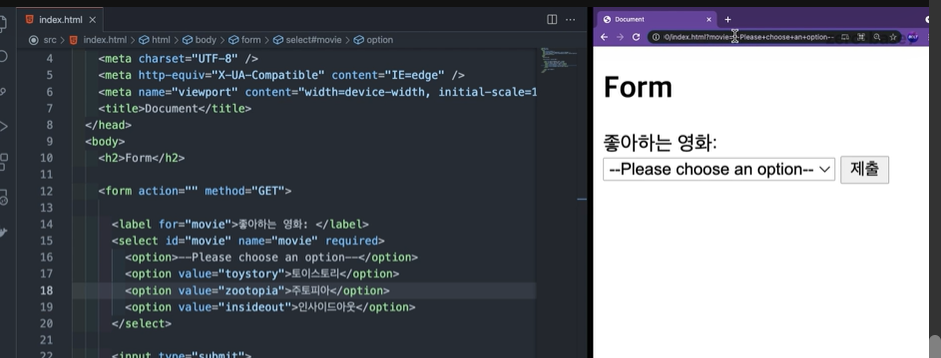 index.html
src > index.html > html > body > form > select#movie > option
4 <meta charset="UTF-8" />
5 <meta http-equiv="X-UA-Compatible" content="IE=edge" />
6 <meta name="viewport" content="width=device-width, initial-scale=1
7 <title>Document</title>
8 </head>
9 <body>
10 <h2>Form</h2>
11
12 <form action="" method="GET">
13
14 <label for="movie">좋아하는 영화: </label>
15 <select id="movie" name="movie" required>
16 <option>--Please choose an option--</option>
17 <option value="toystory">토이스토리</option>
18 <option value="zootopia">주토피아</option>
19 <option value="insideout">인사이드아웃</option>
20 </select>
21
22 <input type="submit">
Document
/index.html?movie=--Please+choose+an+option--
Form
좋아하는 영화:
--Please choose an option--
제출